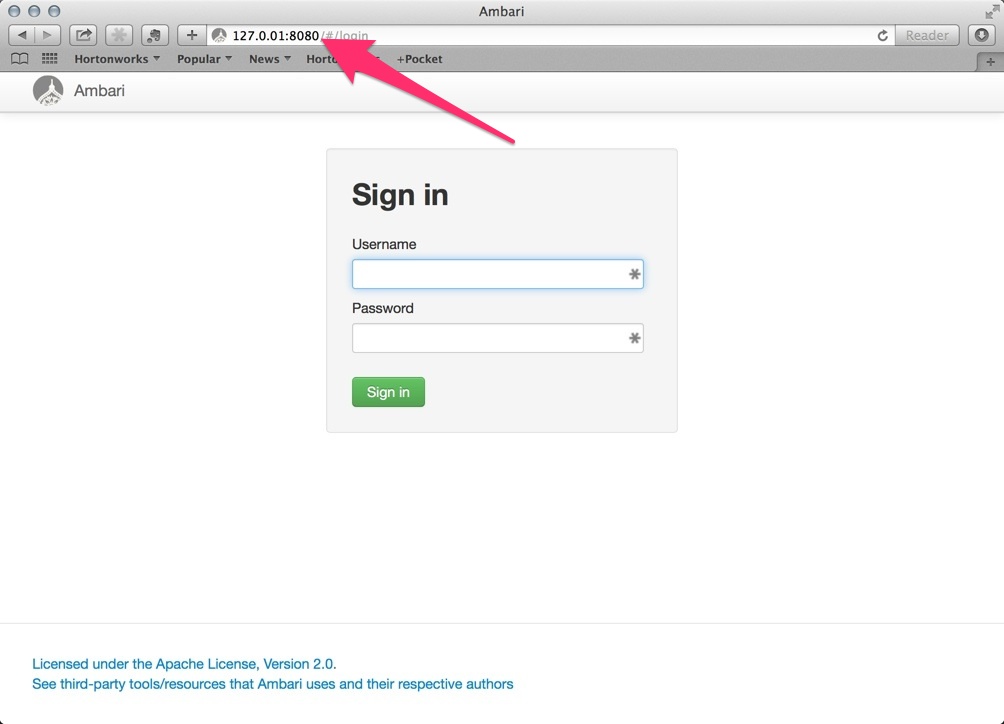 Ambari
127.0.01:8080/#/login
Reader
Hortonworks
Popular
News
+Pocket
Ambari
Sign in
Username
Password
Sign in
Licensed under the Apache License, Version 2.0.
See third-party tools/resources that Ambari uses and their respective authors